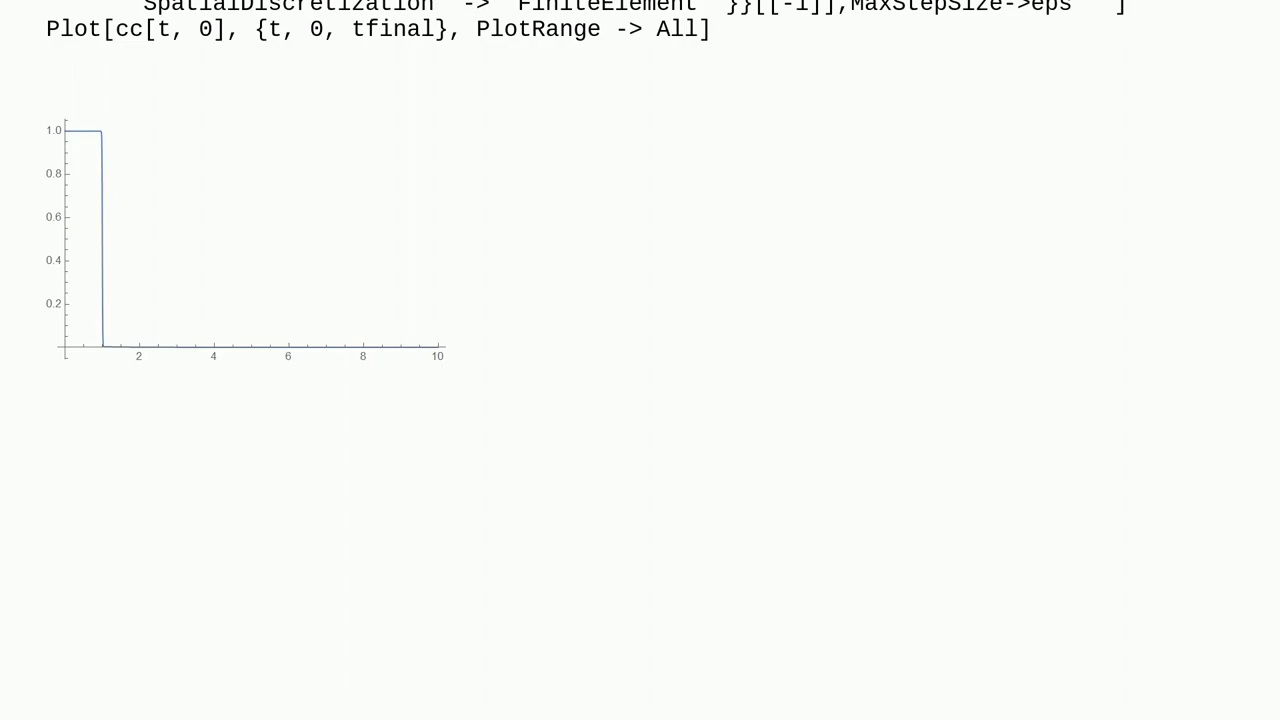 SpatialDiscretization -> FiniteElement }}[[-1]],MaxStepSize->eps ]
Plot[cc[t, 0], {t, 0, tfinal}, PlotRange -> All]
1.0
0.8
0.6
0.4
0.2
2 4 6 8 10